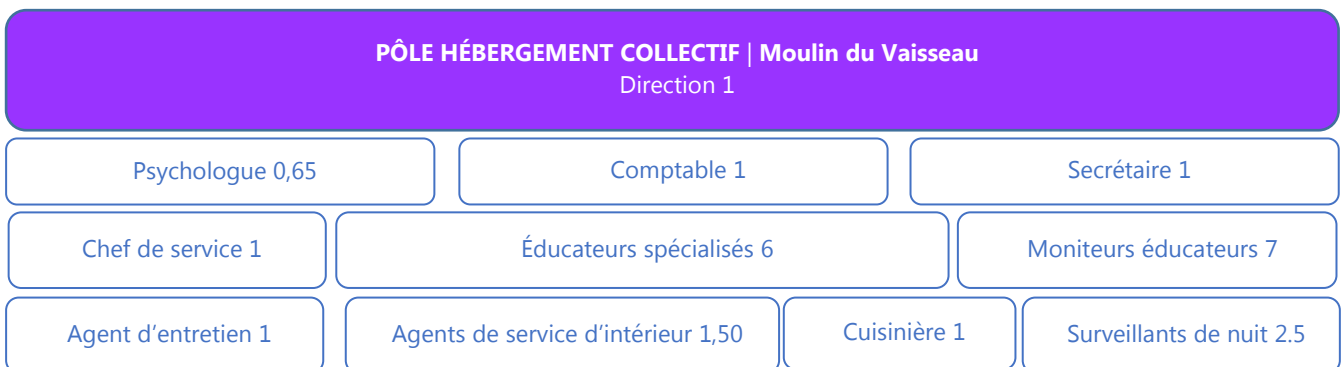 PÔLE HÉBERGEMENT COLLECTIF | Moulin du Vaisseau
Direction 1
Psychologue 0,65
Comptable 1
Secrétaire 1
Chef de service 1
Éducateurs spécialisés 6
Moniteurs éducateurs 7
Agent d’entretien 1
Agents de service d’intérieur 1,50
Cuisinière 1
Surveillants de nuit 2.5